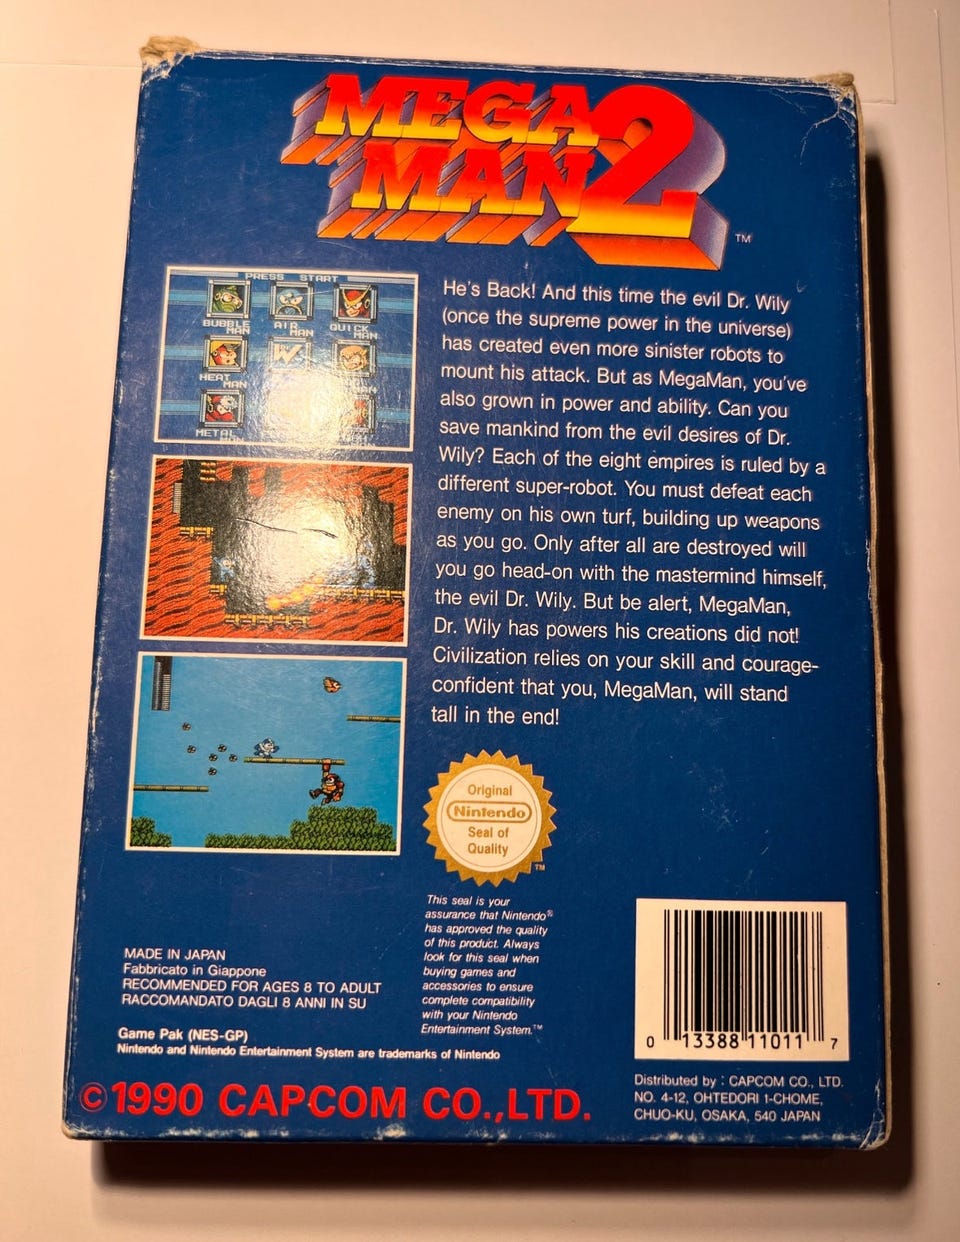 MEGA
MAN 2
TM
PRESS START
BUBBLE MAN
AIR MAN
QUICK MAN
HEAT MAN
W
METAL
He's Back! And this time the evil Dr. Wily
(once the supreme power in the universe)
has created even more sinister robots to
mount his attack. But as MegaMan, you've
also grown in power and ability. Can you
save mankind from the evil desires of Dr.
Wily? Each of the eight empires is ruled by a
different super-robot. You must defeat each
enemy on his own turf, building up weapons
as you go. Only after all are destroyed will
you go head-on with the mastermind himself,
the evil Dr. Wily. But be alert, MegaMan,
Dr. Wily has powers his creations did not!
Civilization relies on your skill and courage-
confident that you, MegaMan, will stand
tall in the end!
Original
Nintendo
Seal of
Quality
TM
This seal is your
assurance that Nintendo®
has approved the quality
of this product. Always
look for this seal when
buying games and
accessories to ensure
complete compatibility
with your Nintendo
Entertainment System.™
MADE IN JAPAN
Fabbricato in Giappone
RECOMMENDED FOR AGES 8 TO ADULT
RACCOMANDATO DAGLI 8 ANNI IN SU
Game Pak (NES-GP)
Nintendo and Nintendo Entertainment System are trademarks of Nintendo
© 1990 CAPCOM CO.,LTD.
0 13388 11011 7
Distributed by : CAPCOM CO., LTD.
NO. 4-12, OHTEDORI 1-CHOME,
CHUO-KU, OSAKA, 540 JAPAN